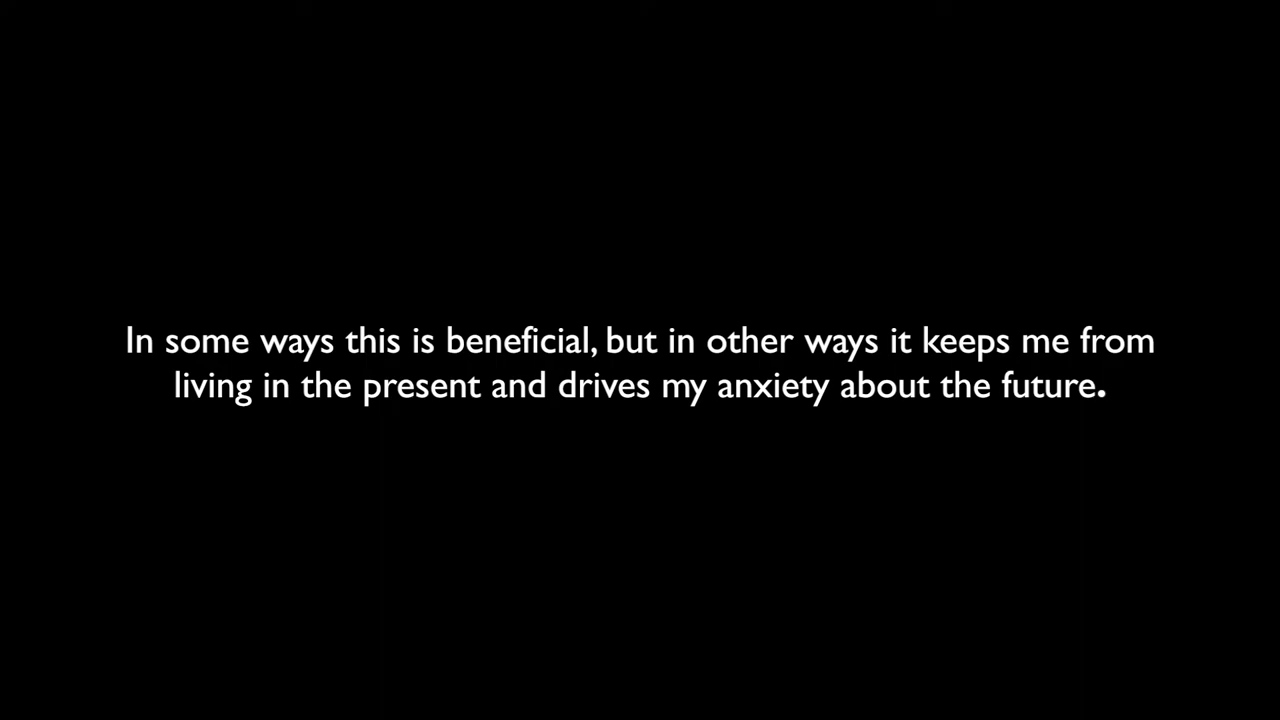 In some ways this is beneficial, but in other ways it keeps me from
living in the present and drives my anxiety about the future.